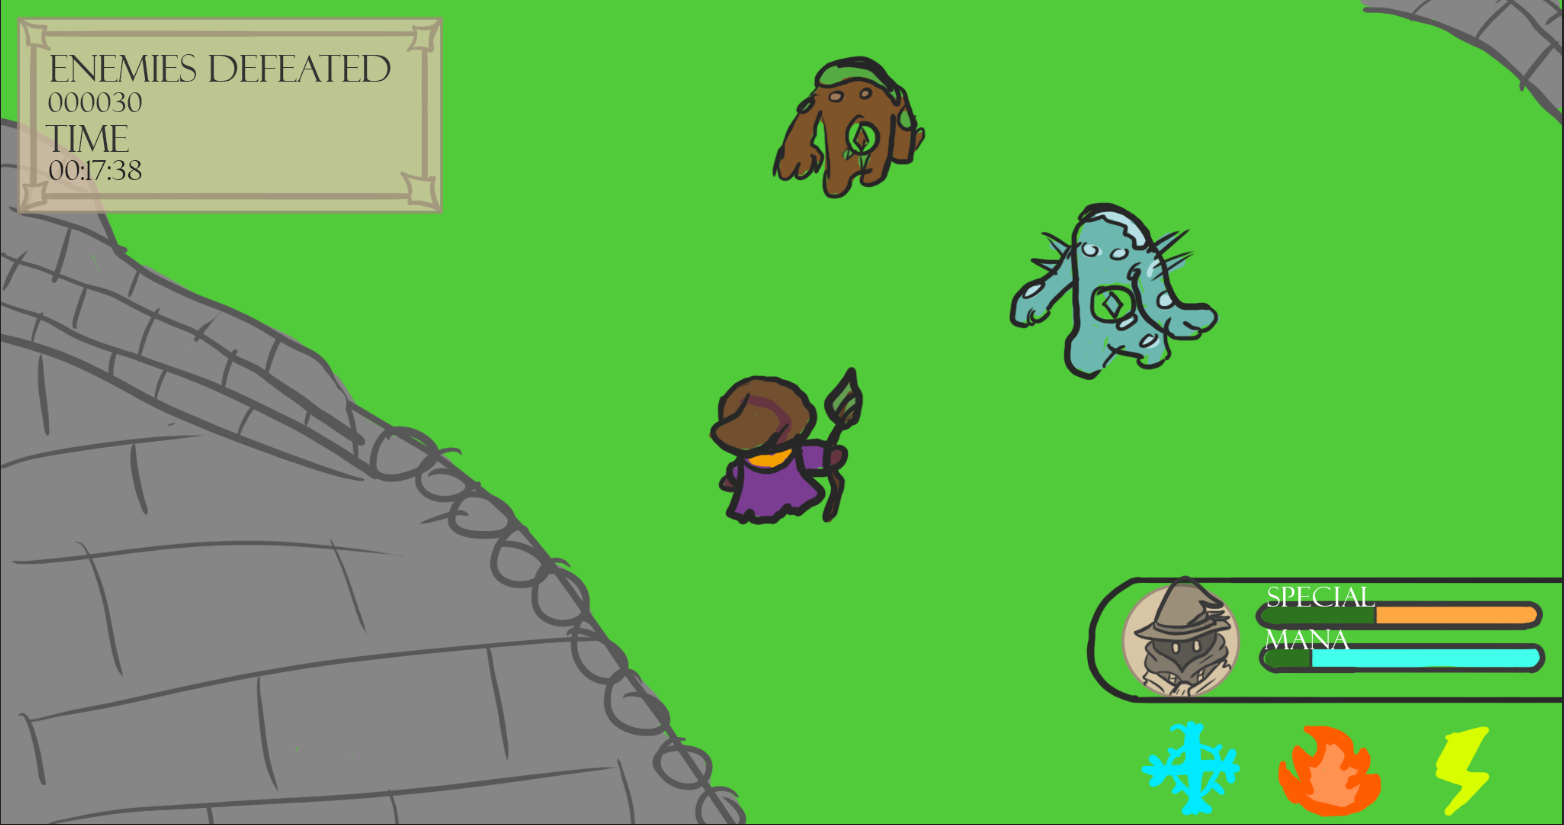 ENEMIES DEFEATED
000030
TIME
00:17:38
SPECIAL
MANA